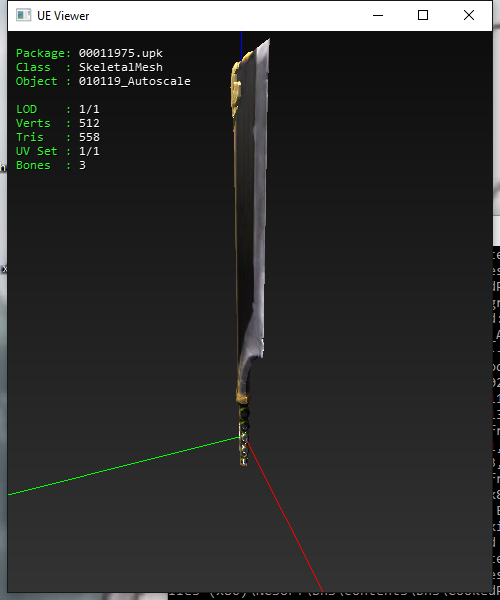 UE Viewer
Package: 00011975.upk
Class : SkeletalMesh
Object : 010119_Autoscale
LOD : 1/1
Verts : 512
Tris : 558
UV Set : 1/1
Bones : 3